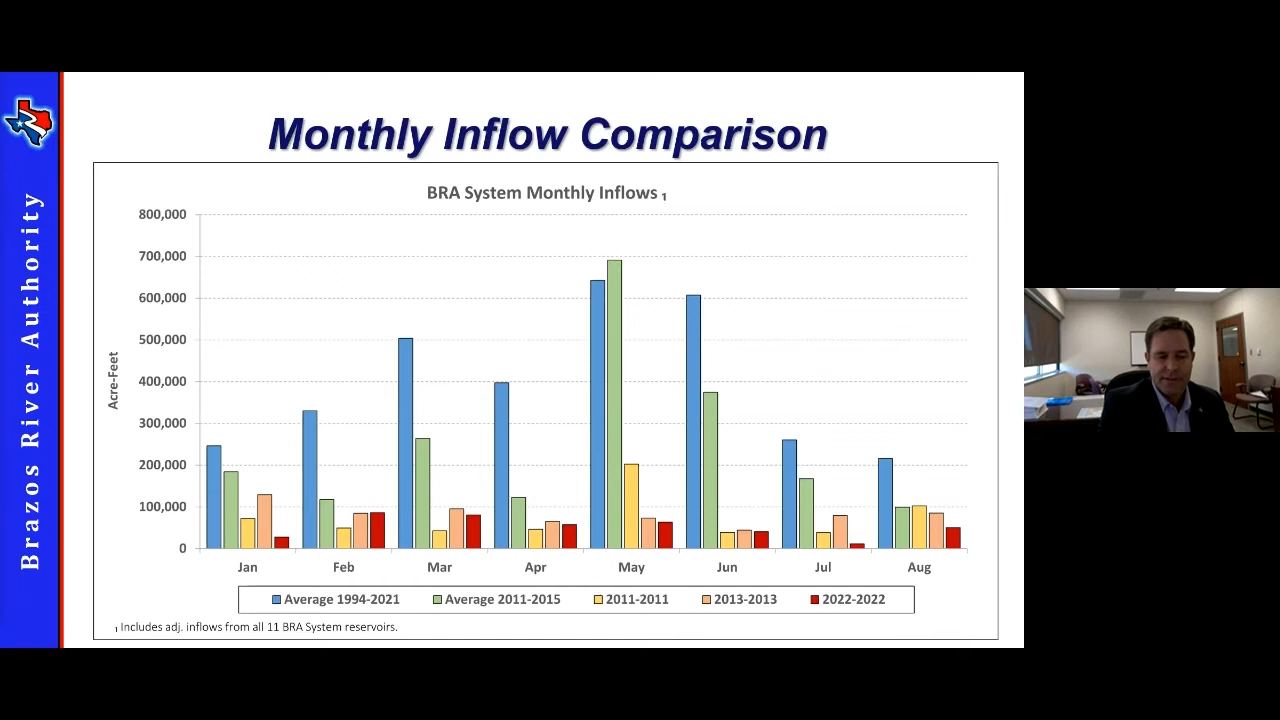 Brazos River Authority
Monthly Inflow Comparison
BRA System Monthly Inflows ₁
800,000
700,000
600,000
500,000
400,000
300,000
200,000
100,000
0
Acre-Feet
Jan Feb Mar Apr May Jun Jul Aug
Average 1994-2021 Average 2011-2015 2011-2011 2013-2013 2022-2022
₁ Includes adj. inflows from all 11 BRA System reservoirs.